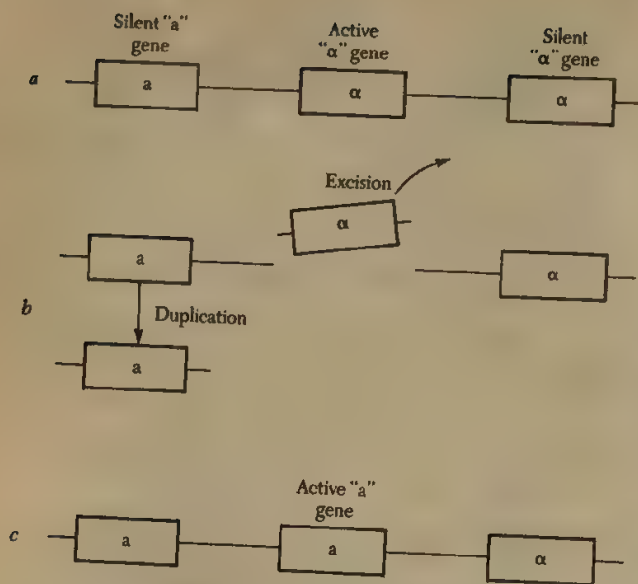 Silent "a"
gene
Active
"α" gene
Silent
"α" gene
a
a
α
α
Excision
α
a
α
b
Duplication
a
Active "a"
gene
c
a
a
α